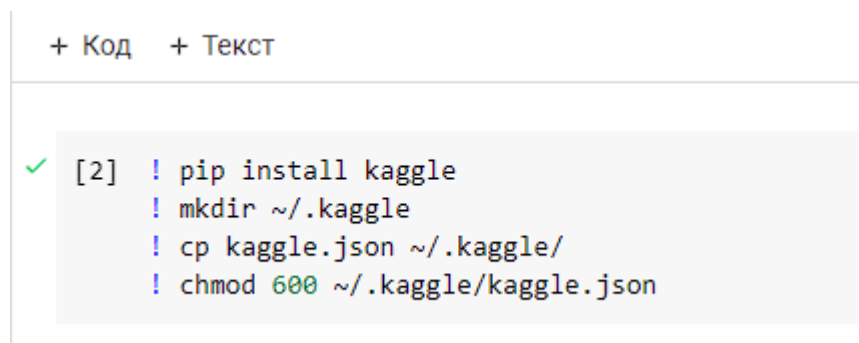 + Код + Текст
[2] ! pip install kaggle
! mkdir ~/.kaggle
! cp kaggle.json ~/.kaggle/
! chmod 600 ~/.kaggle/kaggle.json